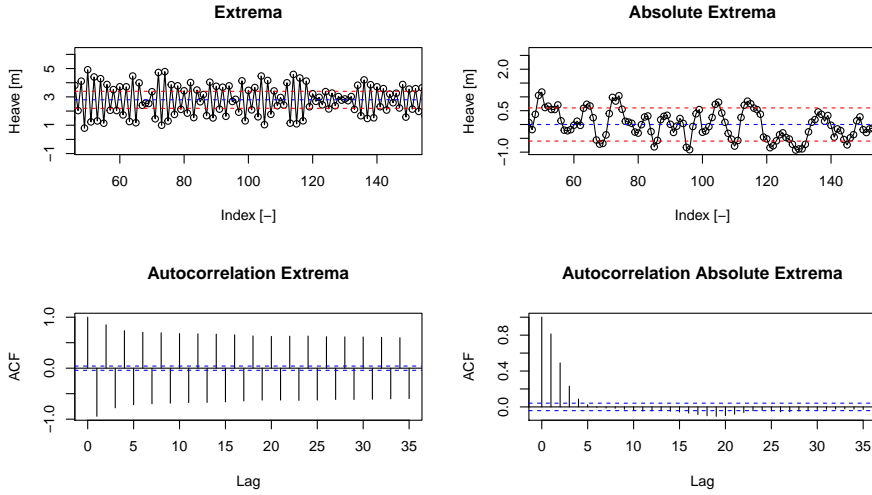 Extrema
Heave [m]
5
3
1
−1
60 80 100 120 140
Index [−]
Absolute Extrema
Heave [m]
2.0
0.5
−1.0
60 80 100 120 140
Index [−]
Autocorrelation Extrema
ACF
1.0
0.0
−1.0
0 5 10 15 20 25 30 35
Lag
Autocorrelation Absolute Extrema
ACF
0.8
0.4
0.0
0 5 10 15 20 25 30 35
Lag